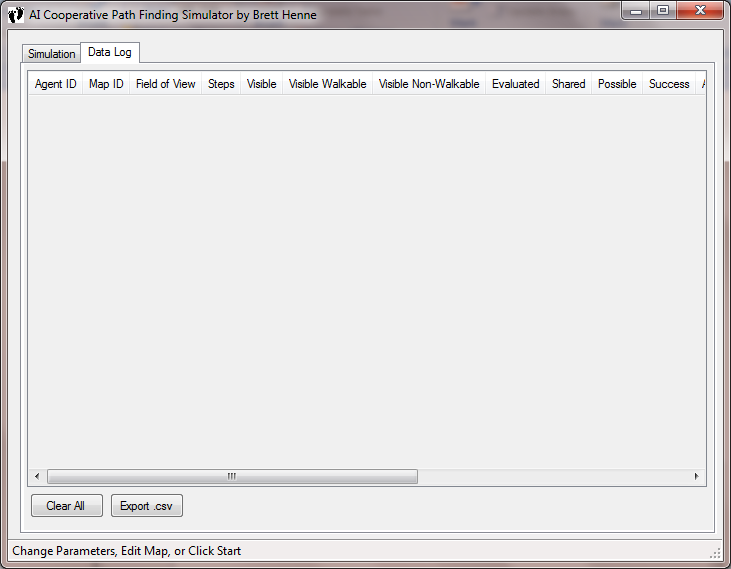 AI Cooperative Path Finding Simulator by Brett Henne
Simulation Data Log
Agent ID Map ID Field of View Steps Visible Visible Walkable Visible Non-Walkable Evaluated Shared Possible Success
Clear All Export .csv
Change Parameters, Edit Map, or Click Start